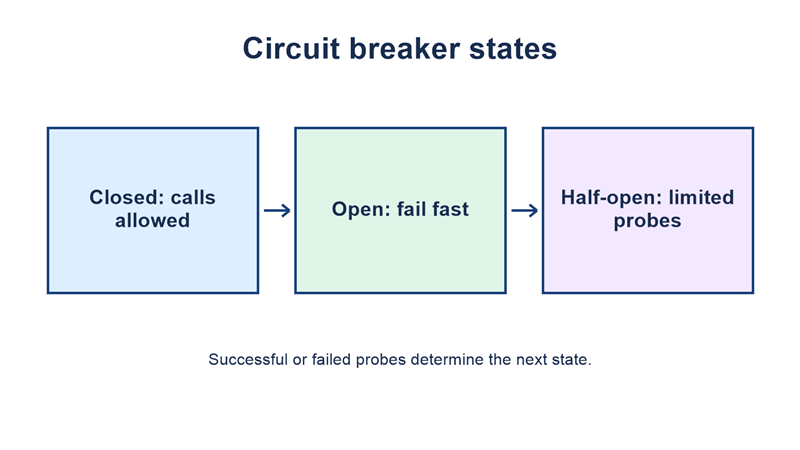 Circuit breaker states
Closed: calls
allowed
Open: fail fast
Half-open: limited
probes
Successful or failed probes determine the next state.